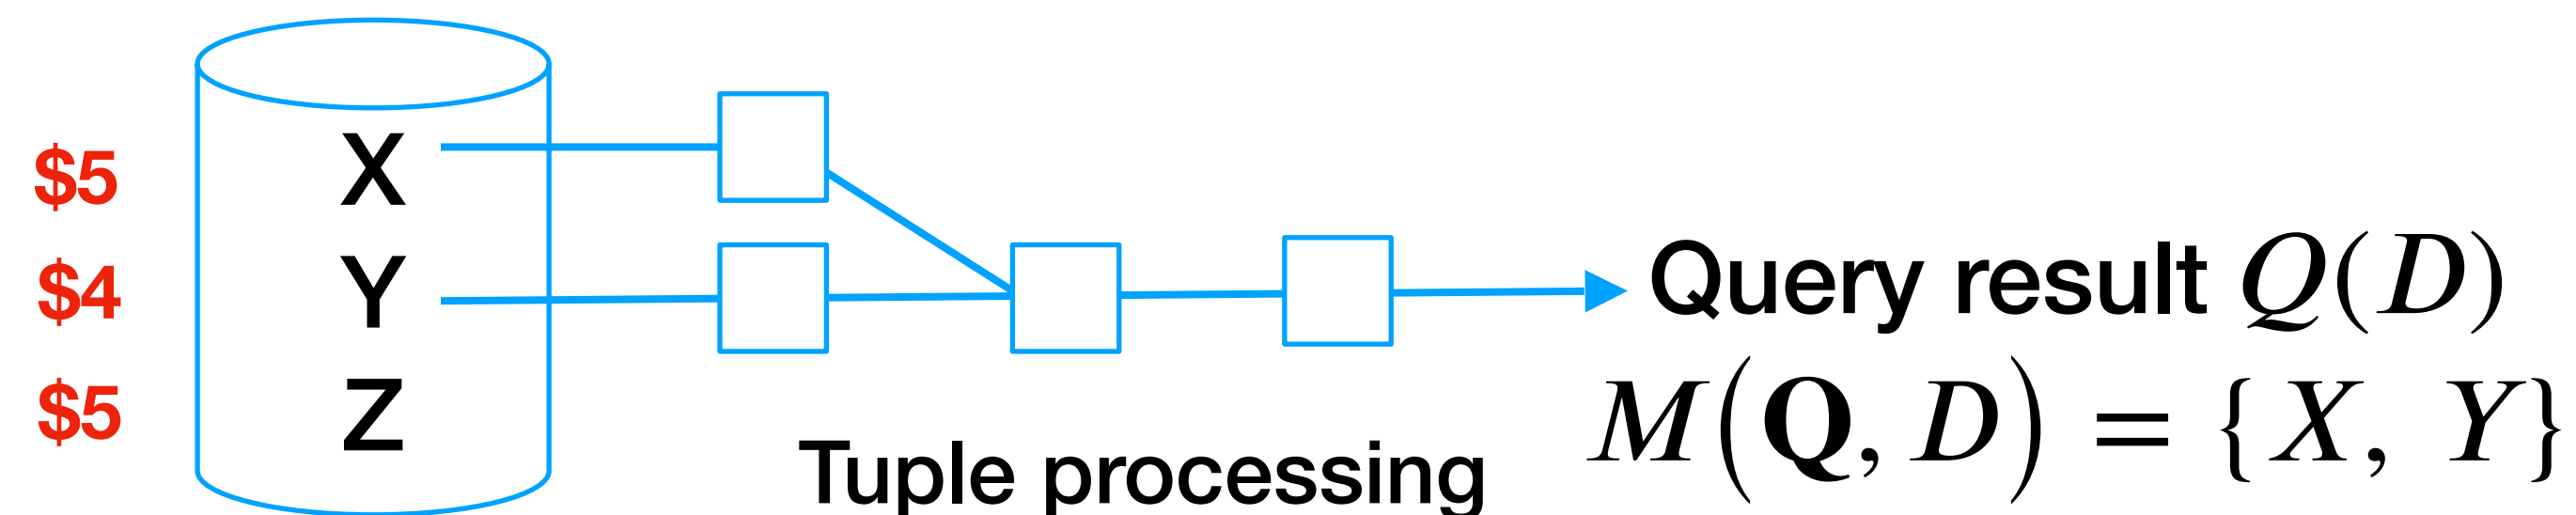 $5 X
$4 Y
$5 Z
Query result Q(D)
M(Q, D) = {X, Y}
Tuple processing